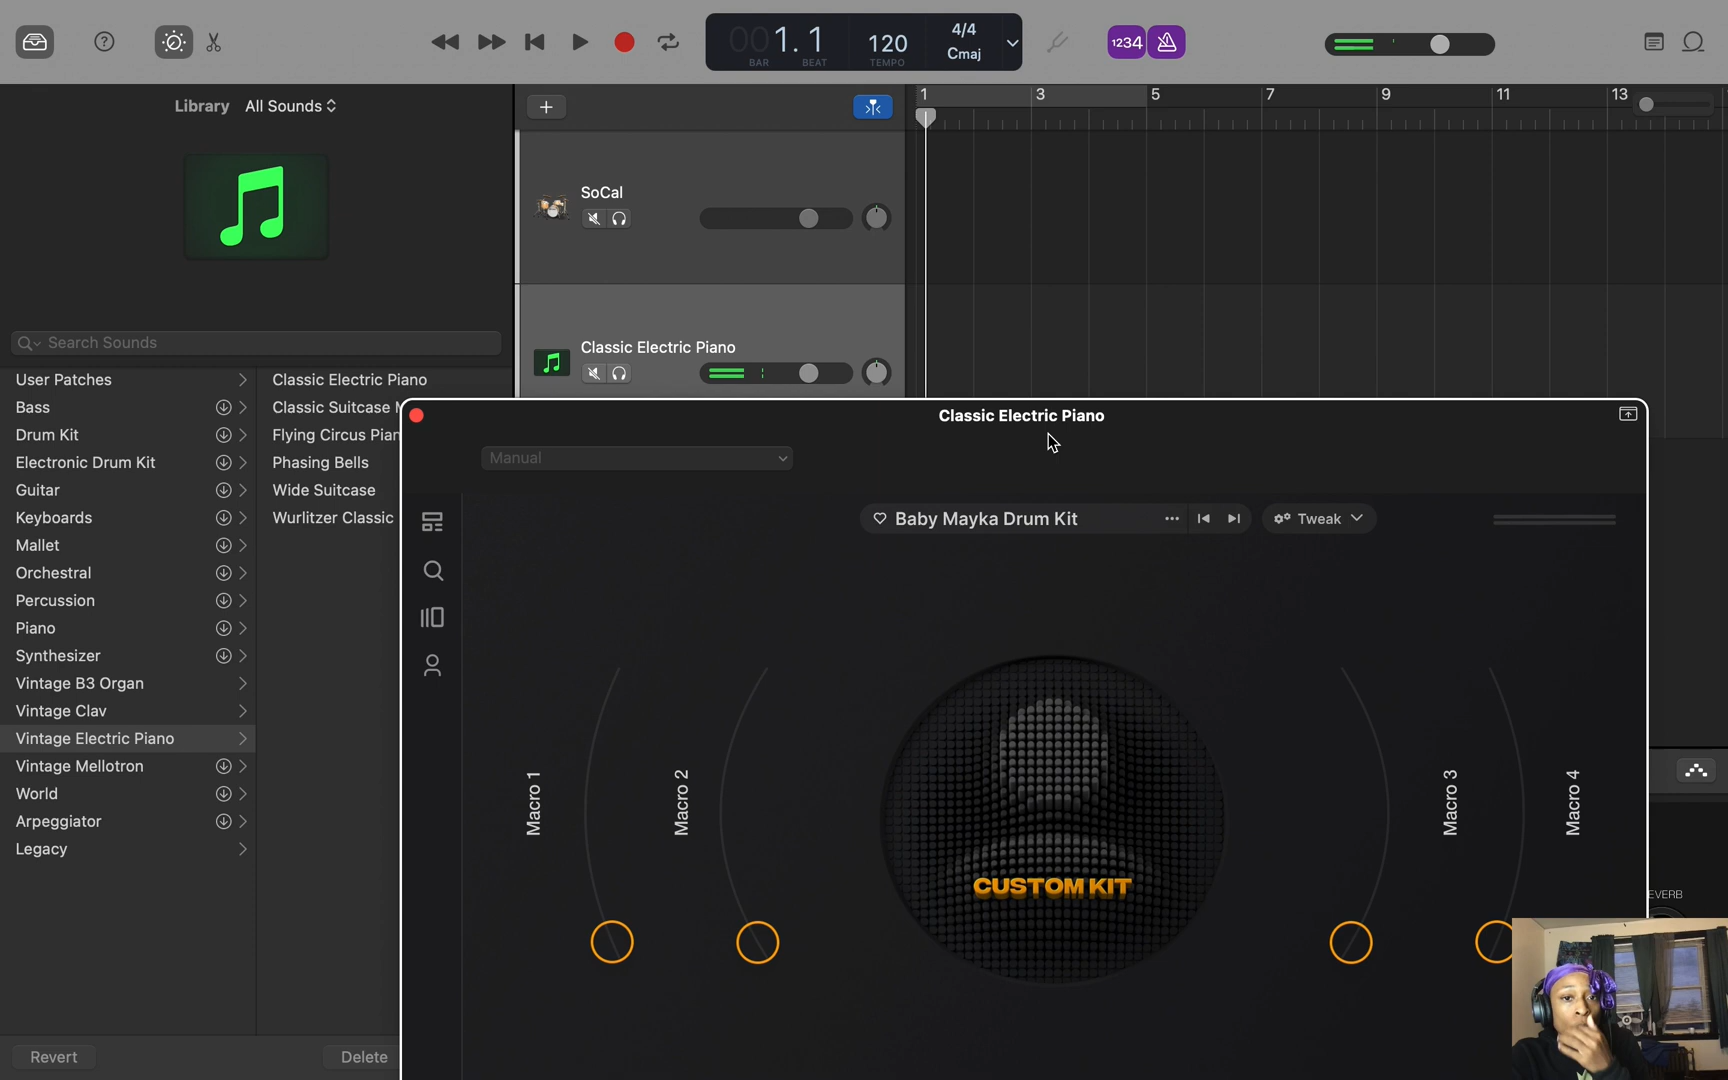 001.1
BAR
BEAT
120
TEMPO
4/4
Cmaj
1234
Library All Sounds
1
3
5
7
9
11
13
SoCal
Classic Electric Piano
Search Sounds
User Patches
Bass
Drum Kit
Electronic Drum Kit
Guitar
Keyboards
Mallet
Orchestral
Percussion
Piano
Synthesizer
Vintage B3 Organ
Vintage Clav
Vintage Electric Piano
Vintage Mellotron
World
Arpeggiator
Legacy
Classic Electric Piano
Classic Suitcase M
Flying Circus Pian
Phasing Bells
Wide Suitcase
Wurlitzer Classic
Revert
Delete
Classic Electric Piano
Manual
Baby Mayka Drum Kit
Tweak
Macro 1
Macro 2
CUSTOM KIT
Macro 3
Macro 4
EVERB